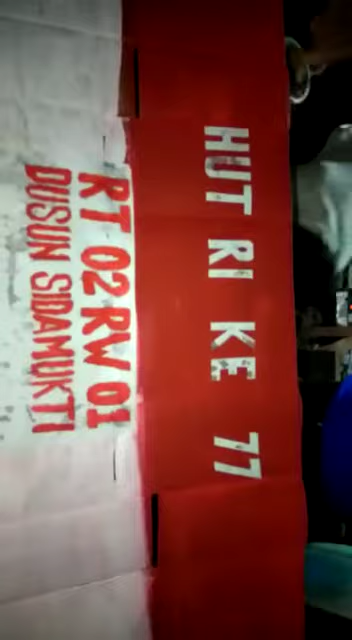 HUT RI KE 77
RT 02 RW 01
DUSUN SIDAMUKTI